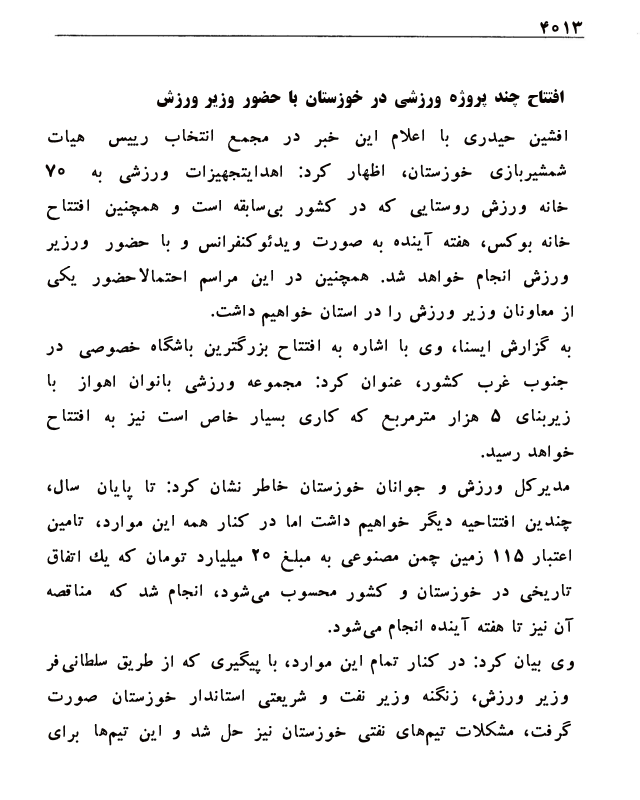 ۴۰۱۳
افتتاح چند پروژه ورزشی در خوزستان با حضور وزیر ورزش
افشین حیدری با اعلام این خبر در مجمع انتخاب رییس هیات
شمشیربازی خوزستان، اظهار کرد: اهدایتجهیزات ورزشی به ۷۰
خانه ورزش روستایی که در کشور بی‌سابقه است و همچنین افتتاح
خانه بوکس، هفته آینده به صورت ویدئوکنفرانس و با حضور ورزیر
ورزش انجام خواهد شد. همچنین در این مراسم احتمالاحضور یکی
از معاونان وزیر ورزش را در استان خواهیم داشت.
به گزارش ایسنا، وی با اشاره به افتتاح بزرگترین باشگاه خصوصی در
جنوب غرب کشور، عنوان کرد: مجموعه ورزشی بانوان اهواز با
زیربنای ۵ هزار مترمربع که کاری بسیار خاص است نیز به افتتاح
خواهد رسید.
مدیرکل ورزش و جوانان خوزستان خاطر نشان کرد: تا پایان سال،
چندین افتتاحیه دیگر خواهیم داشت اما در کنار همه این موارد، تامین
اعتبار ۱۱۵ زمین چمن مصنوعی به مبلغ ۲۰ میلیارد تومان که یك اتفاق
تاریخی در خوزستان و کشور محسوب می‌شود، انجام شد که مناقصه
آن نیز تا هفته آینده انجام می‌شود.
وی بیان کرد: در کنار تمام این موارد، با پیگیری که از طریق سلطانی‌فر
وزیر ورزش، زنگنه وزیر نفت و شریعتی استاندار خوزستان صورت
گرفت، مشکلات تیم‌های نفتی خوزستان نیز حل شد و این تیم‌ها برای